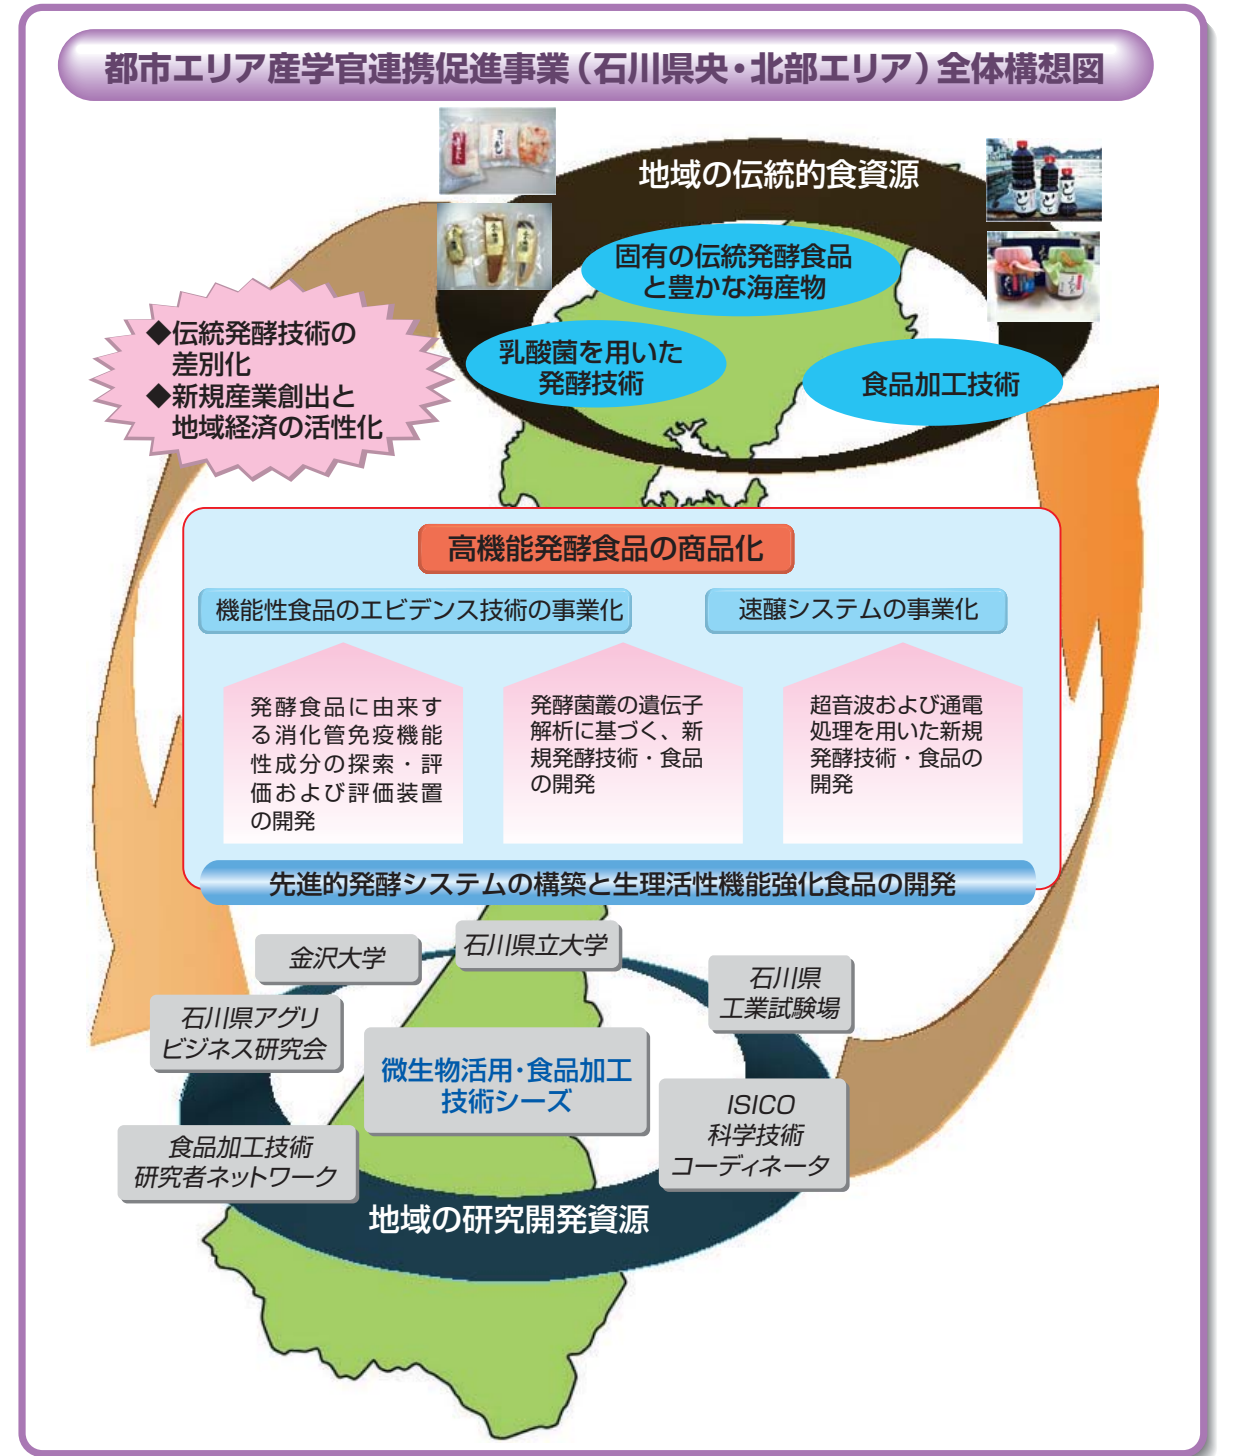 都市エリア産学官連携促進事業（石川県央・北部エリア）全体構想図
地域の伝統的食資源
固有の伝統発酵食品
と豊かな海産物
乳酸菌を用いた
発酵技術
食品加工技術
◆伝統発酵技術の
差別化
◆新規産業創出と
地域経済の活性化
高機能発酵食品の商品化
機能性食品のエビデンス技術の事業化
速醸システムの事業化
発酵食品に由来す
る消化管免疫機能
性成分の探索・評
価および評価装置
の開発
発酵菌叢の遺伝子
解析に基づく、新
規発酵技術・食品
の開発
超音波および通電
処理を用いた新規
発酵技術・食品の
開発
先進的発酵システムの構築と生理活性機能強化食品の開発
金沢大学
石川県立大学
石川県
工業試験場
石川県アグリ
ビジネス研究会
微生物活用・食品加工
技術シーズ
ISICO
科学技術
コーディネータ
食品加工技術
研究者ネットワーク
地域の研究開発資源